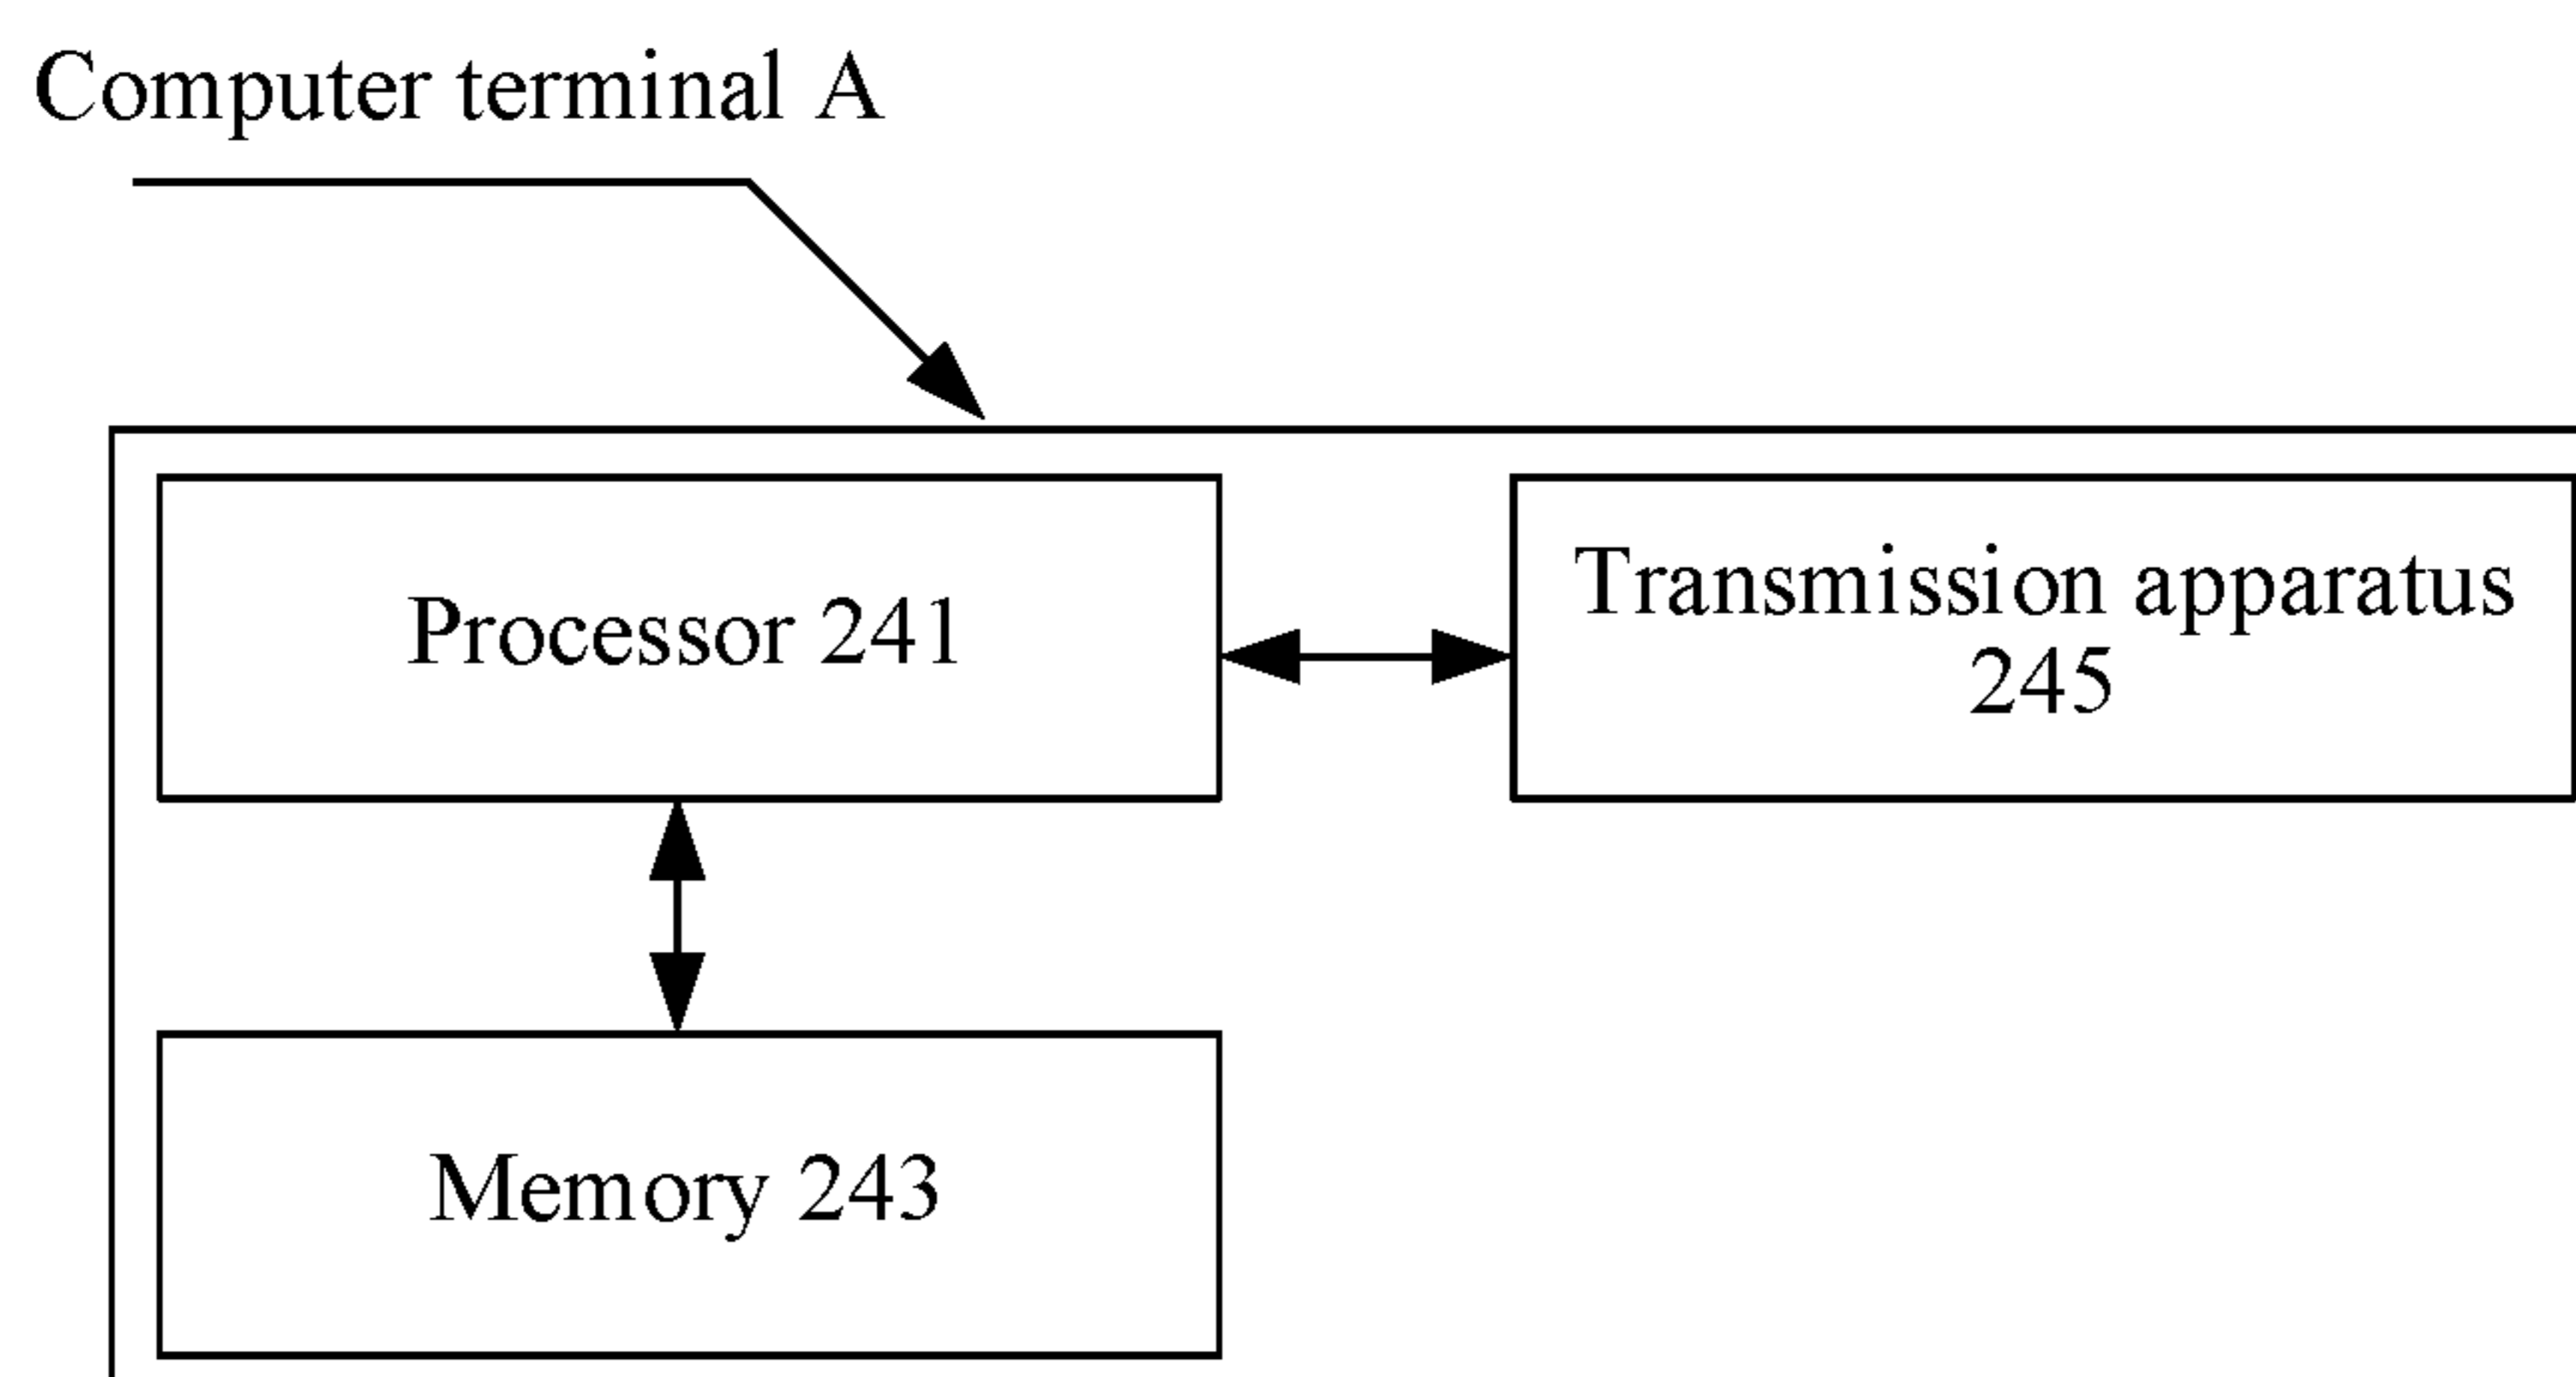 Computer terminal A
Processor 241
Transmission apparatus
245
Memory 243